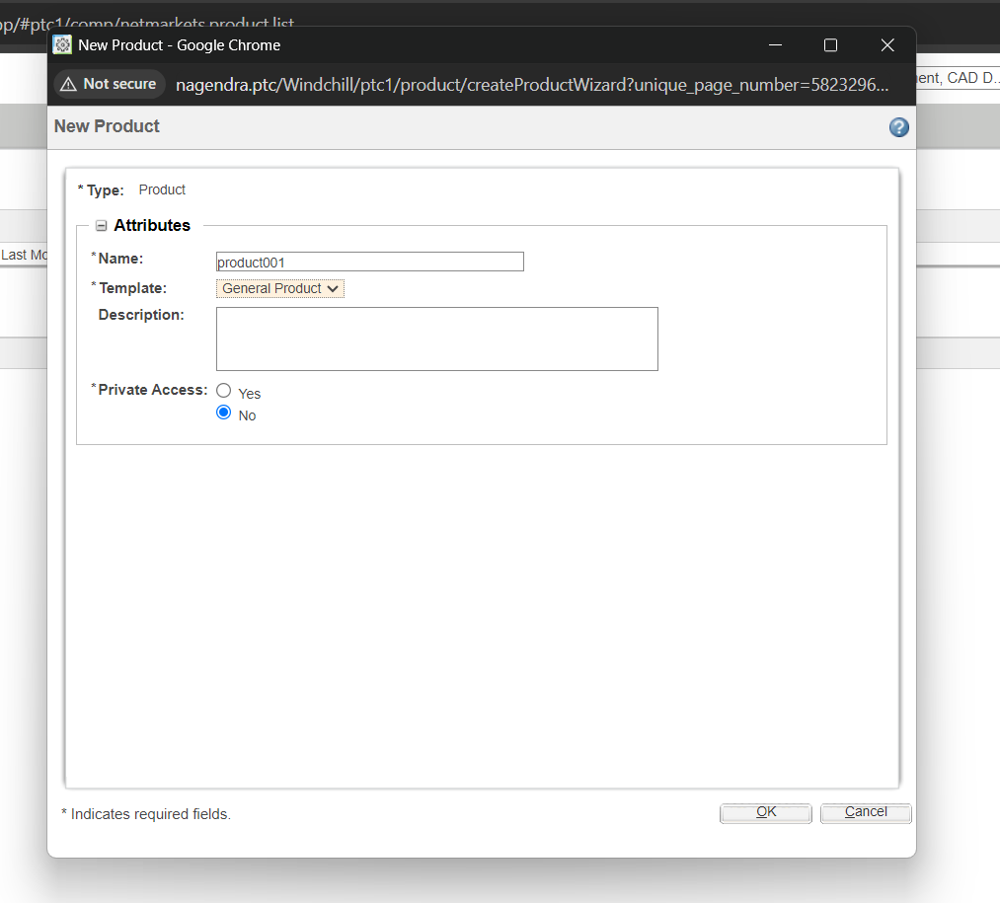 op/#ptc1/comp/netmarkets.product.list
New Product - Google Chrome
Not secure nagendra.ptc/Windchill/ptc1/product/createProductWizard?unique_page_number=5823296...
ent, CAD D...
New Product
* Type: Product
Attributes
Last Mo
* Name: product001
* Template: General Product
Description:
* Private Access: Yes
No
* Indicates required fields.
OK Cancel